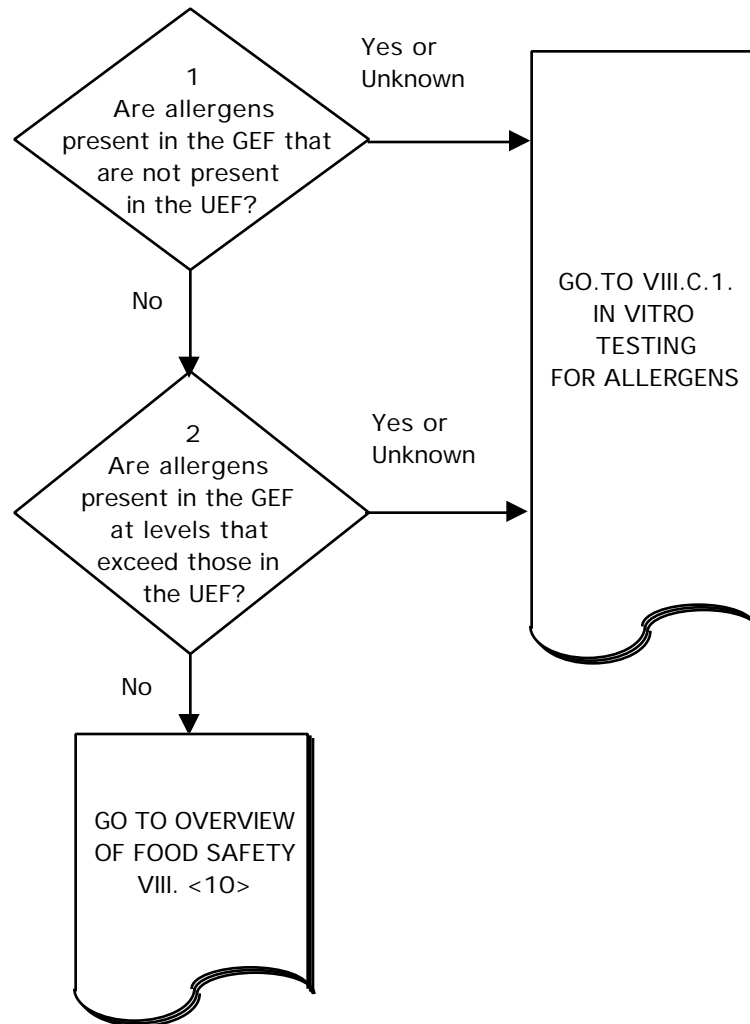 1
Are allergens
present in the GEF that
are not present
in the UEF?
Yes or
Unknown
No
GO.TO VIII.C.1.
IN VITRO
TESTING
FOR ALLERGENS
2
Are allergens
present in the GEF
at levels that
exceed those in
the UEF?
Yes or
Unknown
No
GO TO OVERVIEW
OF FOOD SAFETY
VIII. <10>